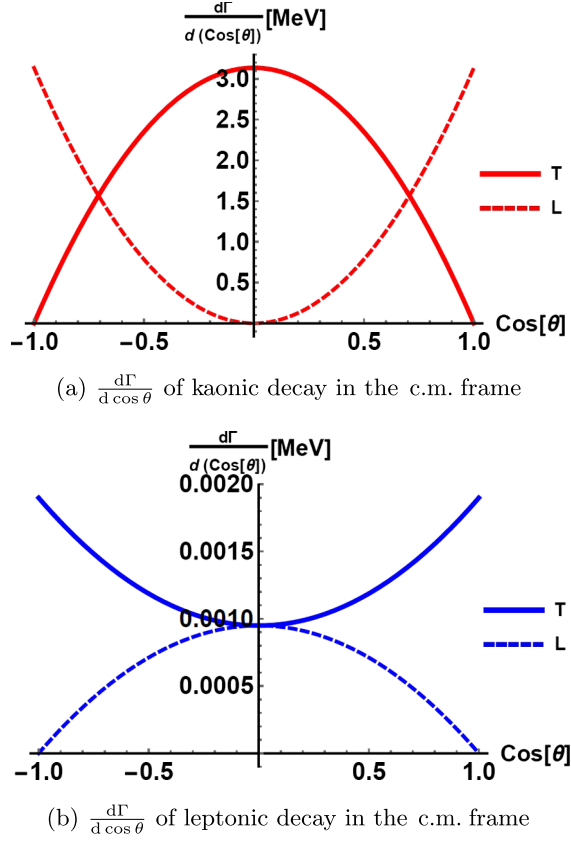 dΓ
d (Cos[θ]) [MeV]
3.0
2.5
2.0
1.5
1.0
0.5
T
L
−1.0 −0.5 0.5 1.0 Cos[θ]
(a) dΓ/d cos θ of kaonic decay in the c.m. frame
dΓ
d (Cos[θ]) [MeV]
0.0020
0.0015
0.0010
0.0005
T
L
−1.0 −0.5 0.5 1.0 Cos[θ]
(b) dΓ/d cos θ of leptonic decay in the c.m. frame